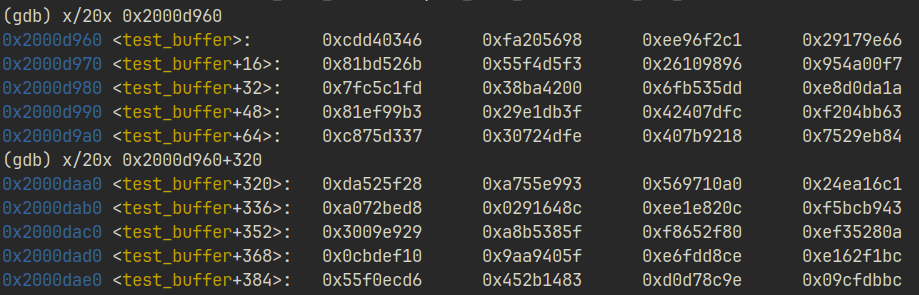 (gdb) x/20x 0x2000d960
0x2000d960 <test_buffer>: 0xcdd40346 0xfa205698 0xee96f2c1 0x29179e66
0x2000d970 <test_buffer+16>: 0x81bd526b 0x55f4d5f3 0x26109896 0x954a00f7
0x2000d980 <test_buffer+32>: 0x7fc5c1fd 0x38ba4200 0x6fb535dd 0xe8d0da1a
0x2000d990 <test_buffer+48>: 0x81ef99b3 0x29e1db3f 0x42407dfc 0xf204bb63
0x2000d9a0 <test_buffer+64>: 0xc875d337 0x30724dfe 0x407b9218 0x7529eb84
(gdb) x/20x 0x2000d960+320
0x2000daa0 <test_buffer+320>: 0xda525f28 0xa755e993 0x569710a0 0x24ea16c1
0x2000dab0 <test_buffer+336>: 0xa072bed8 0x0291648c 0xee1e820c 0xf5bcb943
0x2000dac0 <test_buffer+352>: 0x3009e929 0xa8b5385f 0xf8652f80 0xef35280a
0x2000dad0 <test_buffer+368>: 0x0cbdef10 0x9aa9405f 0xe6fdd8ce 0xe162f1bc
0x2000dae0 <test_buffer+384>: 0x55f0ecd6 0x452b1483 0xd0d78c9e 0x09cfdbbc